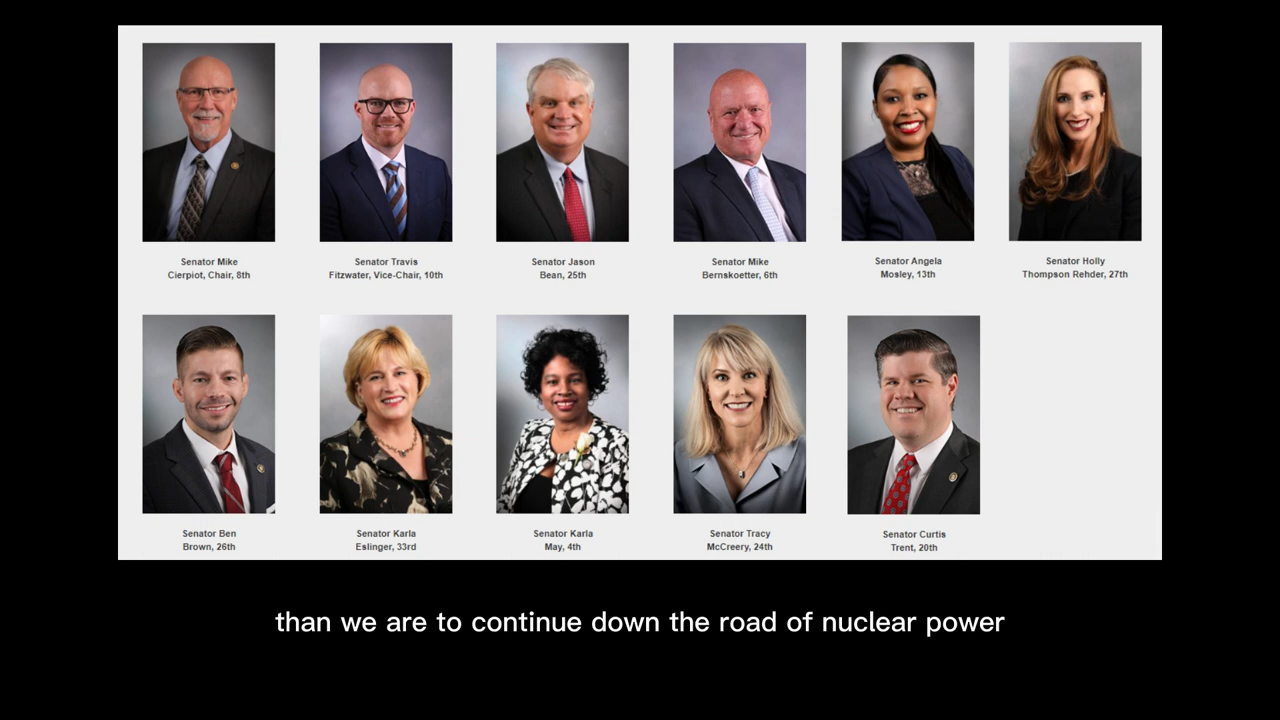 Senator Mike
Cierpiot, Chair, 8th
Senator Travis
Fitzwater, Vice-Chair, 10th
Senator Jason
Bean, 25th
Senator Mike
Bernskoetter, 6th
Senator Angela
Mosley, 13th
Senator Holly
Thompson Rehder, 27th
Senator Ben
Brown, 26th
Senator Karla
Eslinger, 33rd
Senator Karla
May, 4th
Senator Tracy
McCreery, 24th
Senator Curtis
Trent, 20th
than we are to continue down the road of nuclear power